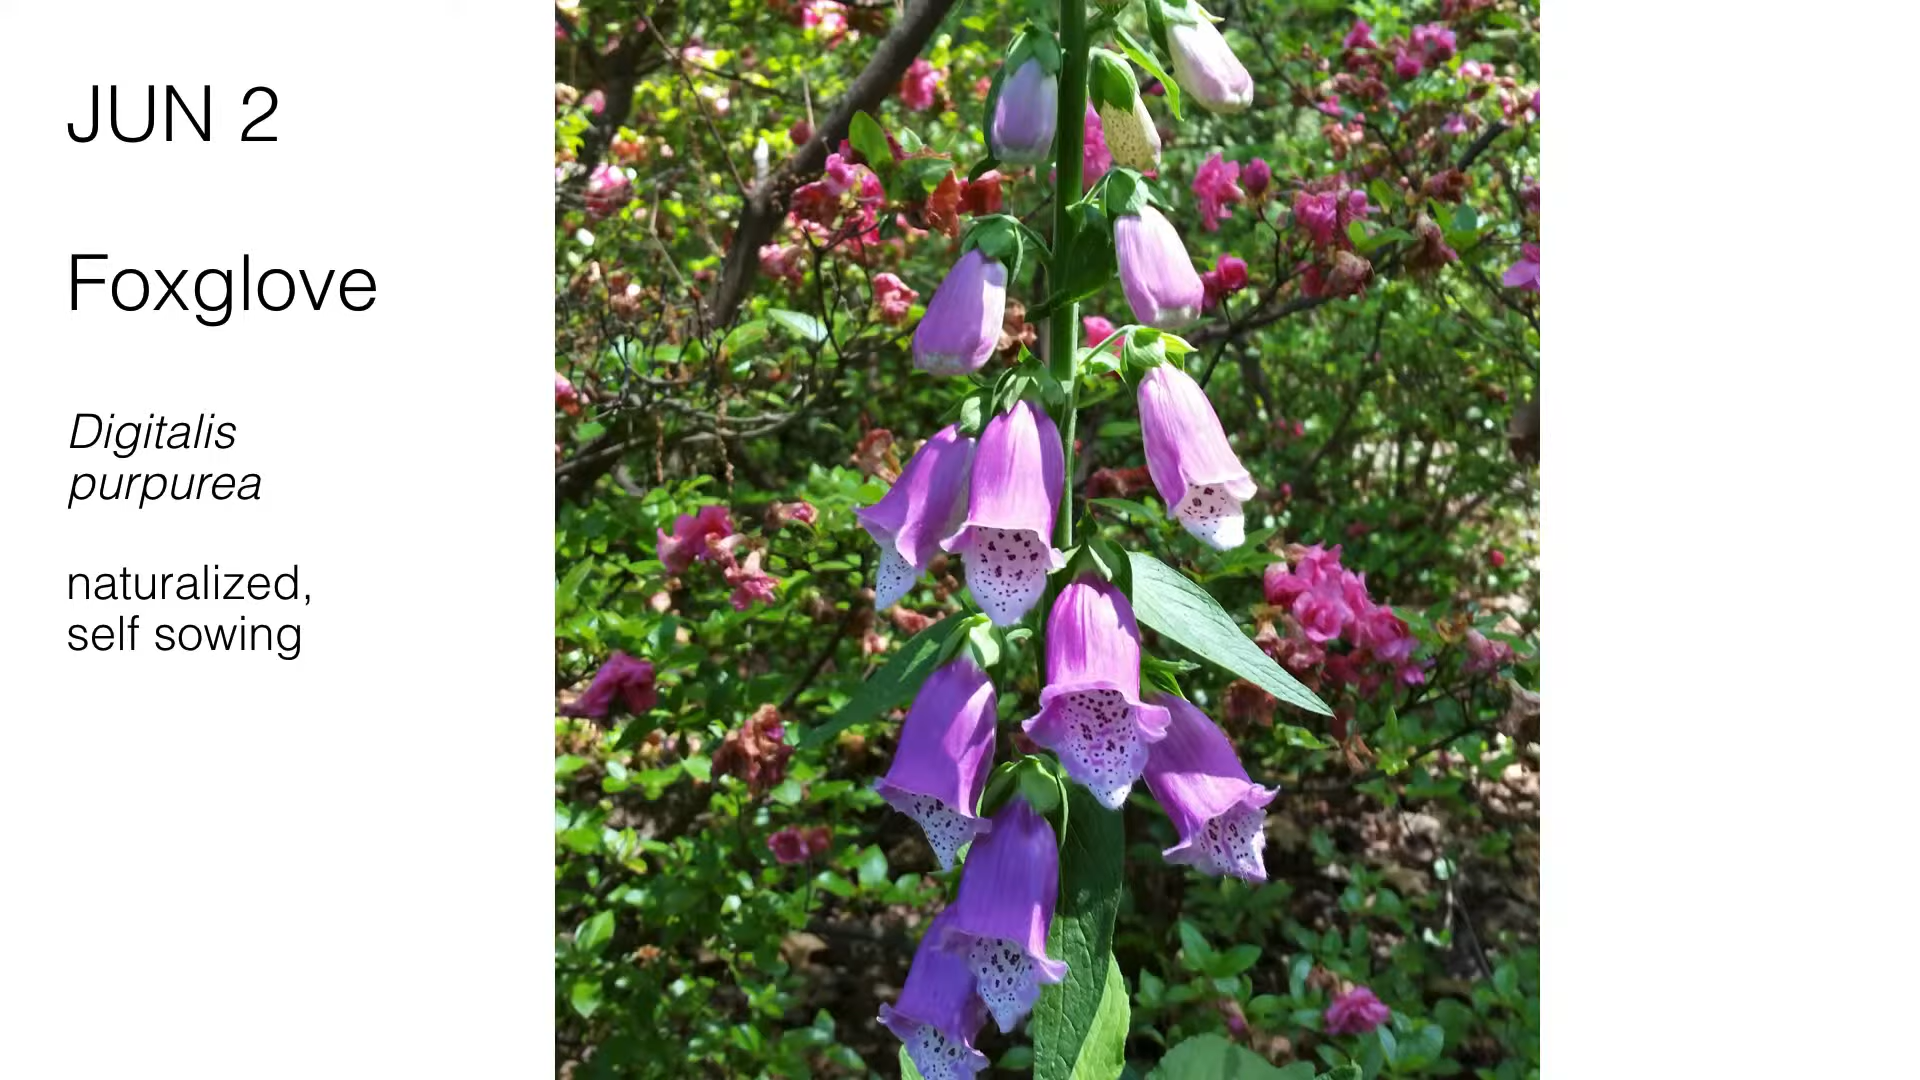 JUN 2
Foxglove
Digitalis
purpurea
naturalized,
self sowing